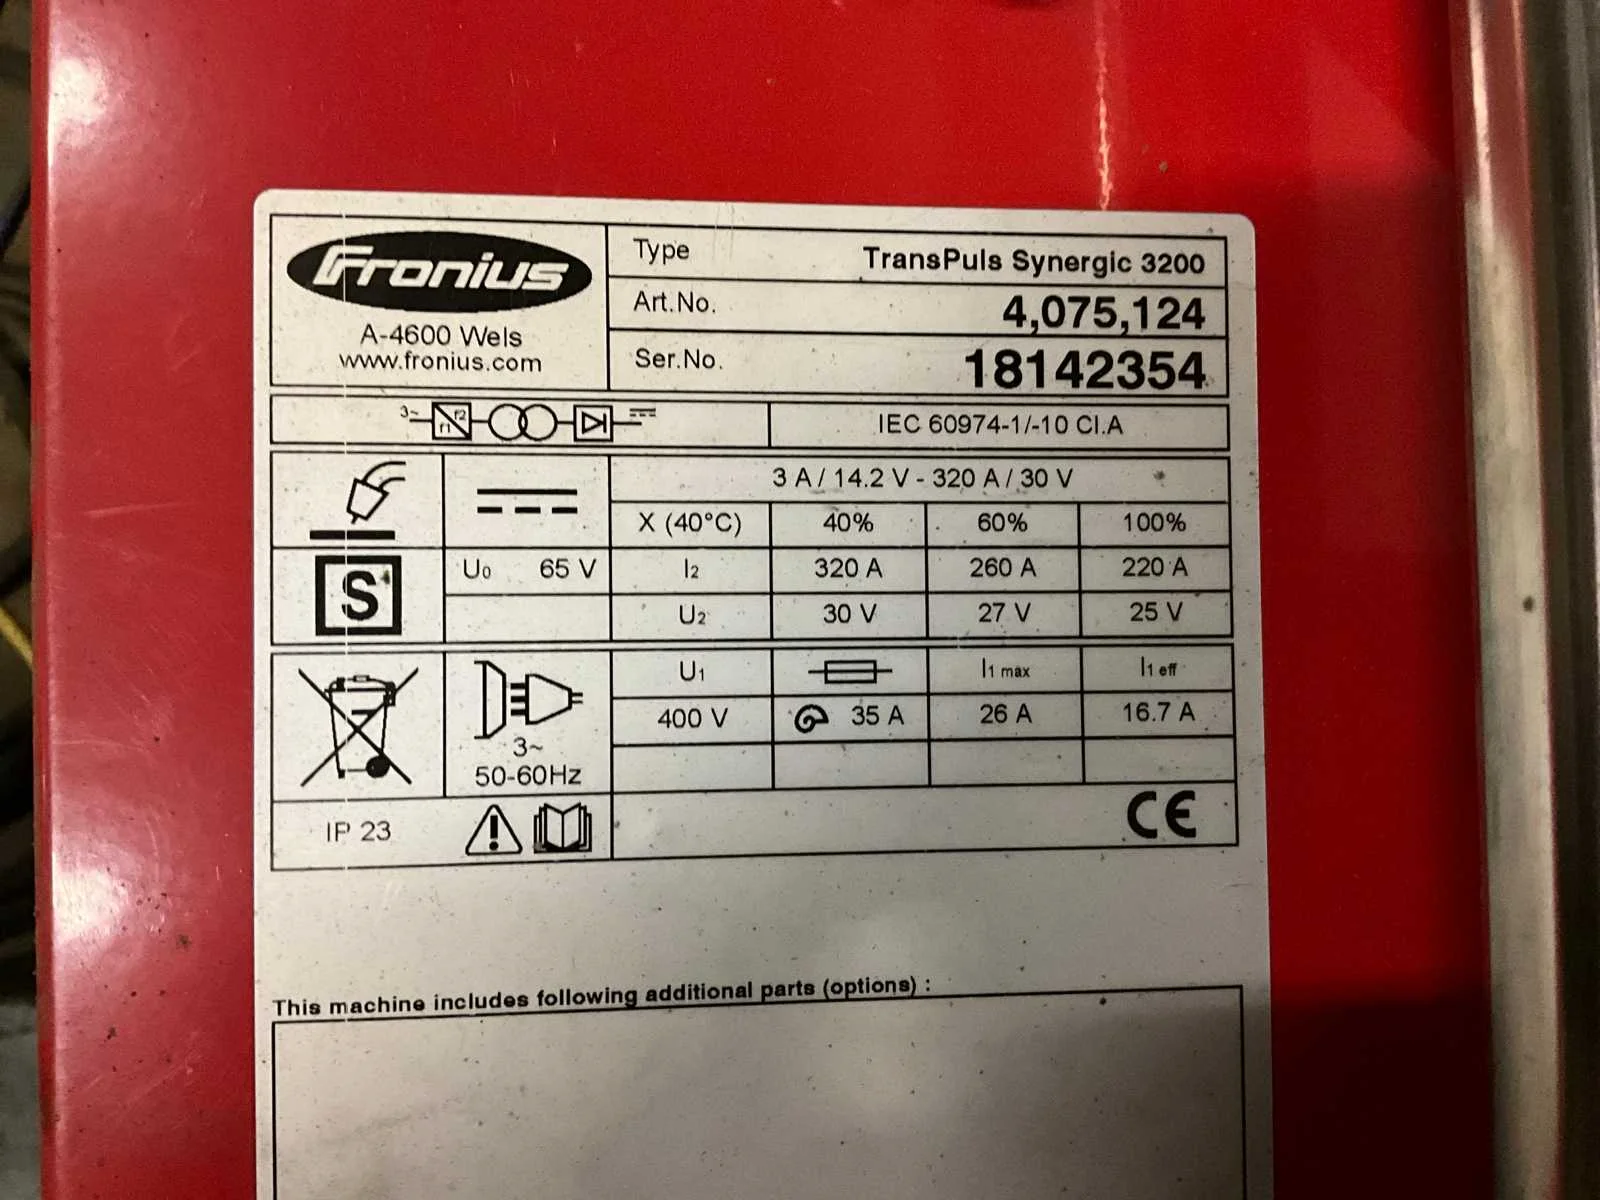 Fronius
A-4600 Wels
www.fronius.com
Type TransPuls Synergic 3200
Art.No. 4,075,124
Ser.No. 18142354
3~ f1 f2 IEC 60974-1/-10 Cl.A
3 A / 14.2 V - 320 A / 30 V
X (40°C) 40% 60% 100%
S U0 65 V I2 320 A 260 A 220 A
U2 30 V 27 V 25 V
U1 I1 max I1 eff
400 V 35 A 26 A 16.7 A
3~
50-60Hz
IP 23 CE
This machine includes following additional parts (options) :